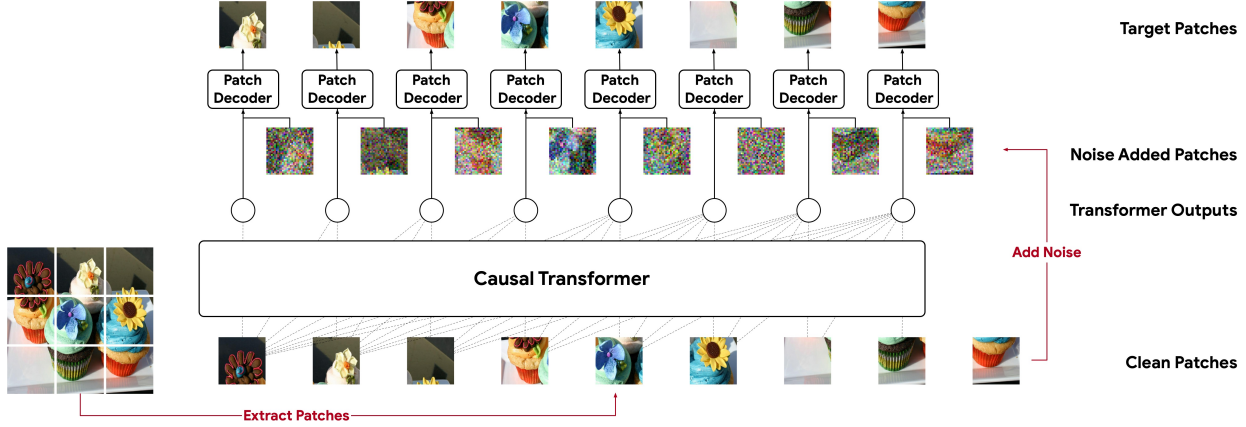 Target Patches
Patch Decoder
Patch Decoder
Patch Decoder
Patch Decoder
Patch Decoder
Patch Decoder
Patch Decoder
Patch Decoder
Noise Added Patches
Transformer Outputs
Add Noise
Causal Transformer
Clean Patches
Extract Patches